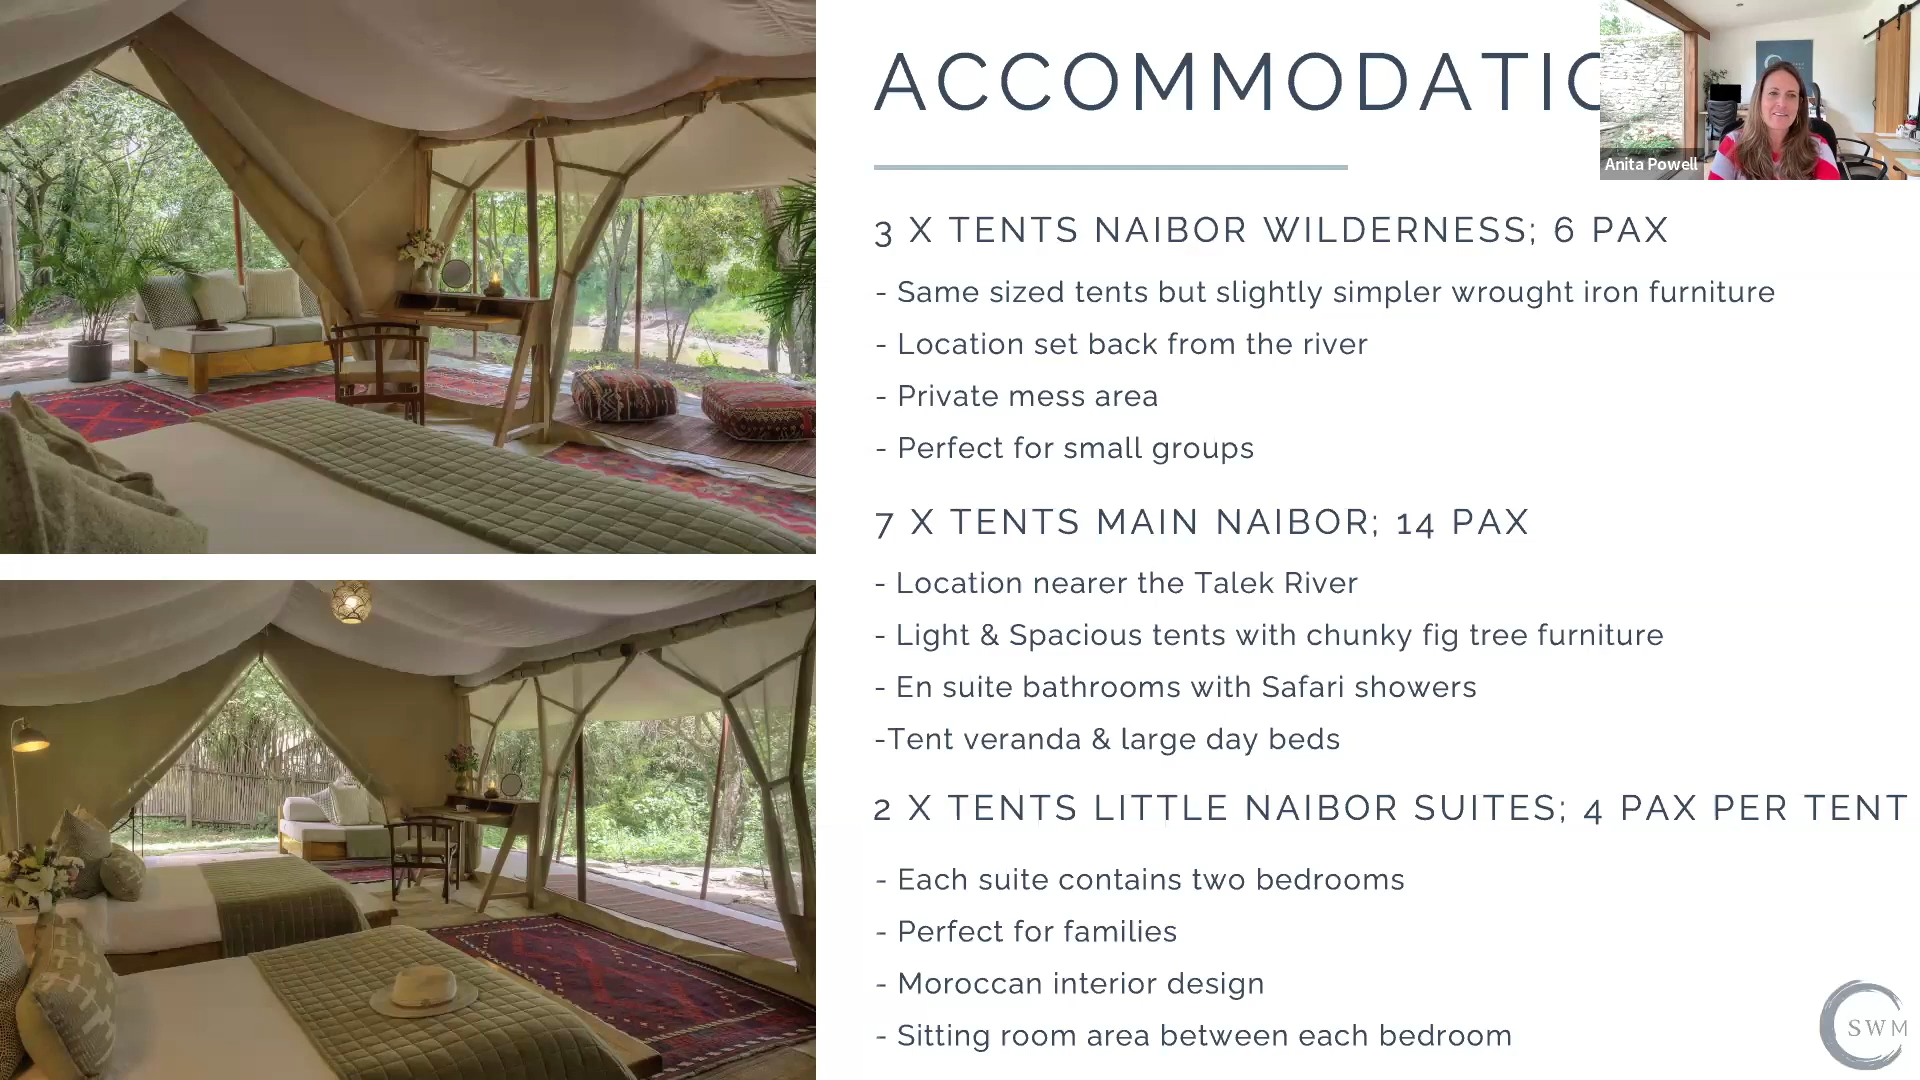 ACCOMMODATIO
Anita Powell
3 X TENTS NAIBOR WILDERNESS; 6 PAX
- Same sized tents but slightly simpler wrought iron furniture
- Location set back from the river
- Private mess area
- Perfect for small groups
7 X TENTS MAIN NAIBOR; 14 PAX
- Location nearer the Talek River
- Light & Spacious tents with chunky fig tree furniture
- En suite bathrooms with Safari showers
-Tent veranda & large day beds
2 X TENTS LITTLE NAIBOR SUITES; 4 PAX PER TENT
- Each suite contains two bedrooms
- Perfect for families
- Moroccan interior design
- Sitting room area between each bedroom
SWM